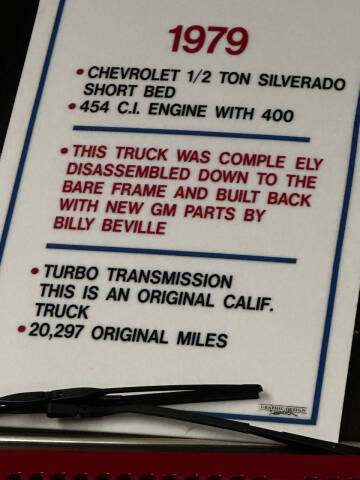 1979
• CHEVROLET 1/2 TON SILVERADO
SHORT BED
• 454 C.I. ENGINE WITH 400
• THIS TRUCK WAS COMPLE ELY
DISASSEMBLED DOWN TO THE
BARE FRAME AND BUILT BACK
WITH NEW GM PARTS BY
BILLY BEVILLE
• TURBO TRANSMISSION
THIS IS AN ORIGINAL CALIF.
TRUCK
• 20,297 ORIGINAL MILES
GRAPHIC DESIGN